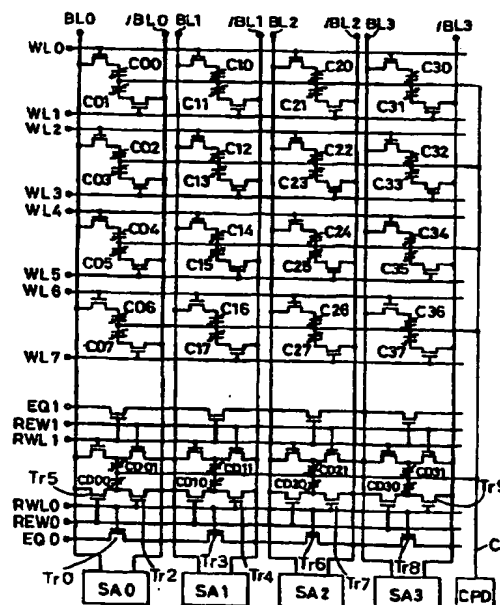 BL0 /BL0 BL1 /BL1 BL2 /BL2 BL3 /BL3
WL0
C00 C10 C20 C30
C01 C11 C21 C31
WL1
WL2
C02 C12 C22 C32
C03 C13 C23 C33
WL3
WL4
C04 C14 C24 C34
C05 C15 C25 C35
WL5
WL6
C06 C16 C26 C36
C07 C17 C27 C37
WL7
EQ1
REW1
RWL1
CD01 CD11 CD21 CD31
Tr5 CD00 CD10 CD20 CD30 Tr9
RWL0
REW0
EQ0
Tr0 Tr2 Tr3 Tr4 Tr6 Tr7 Tr8
SA0 SA1 SA2 SA3 CPD